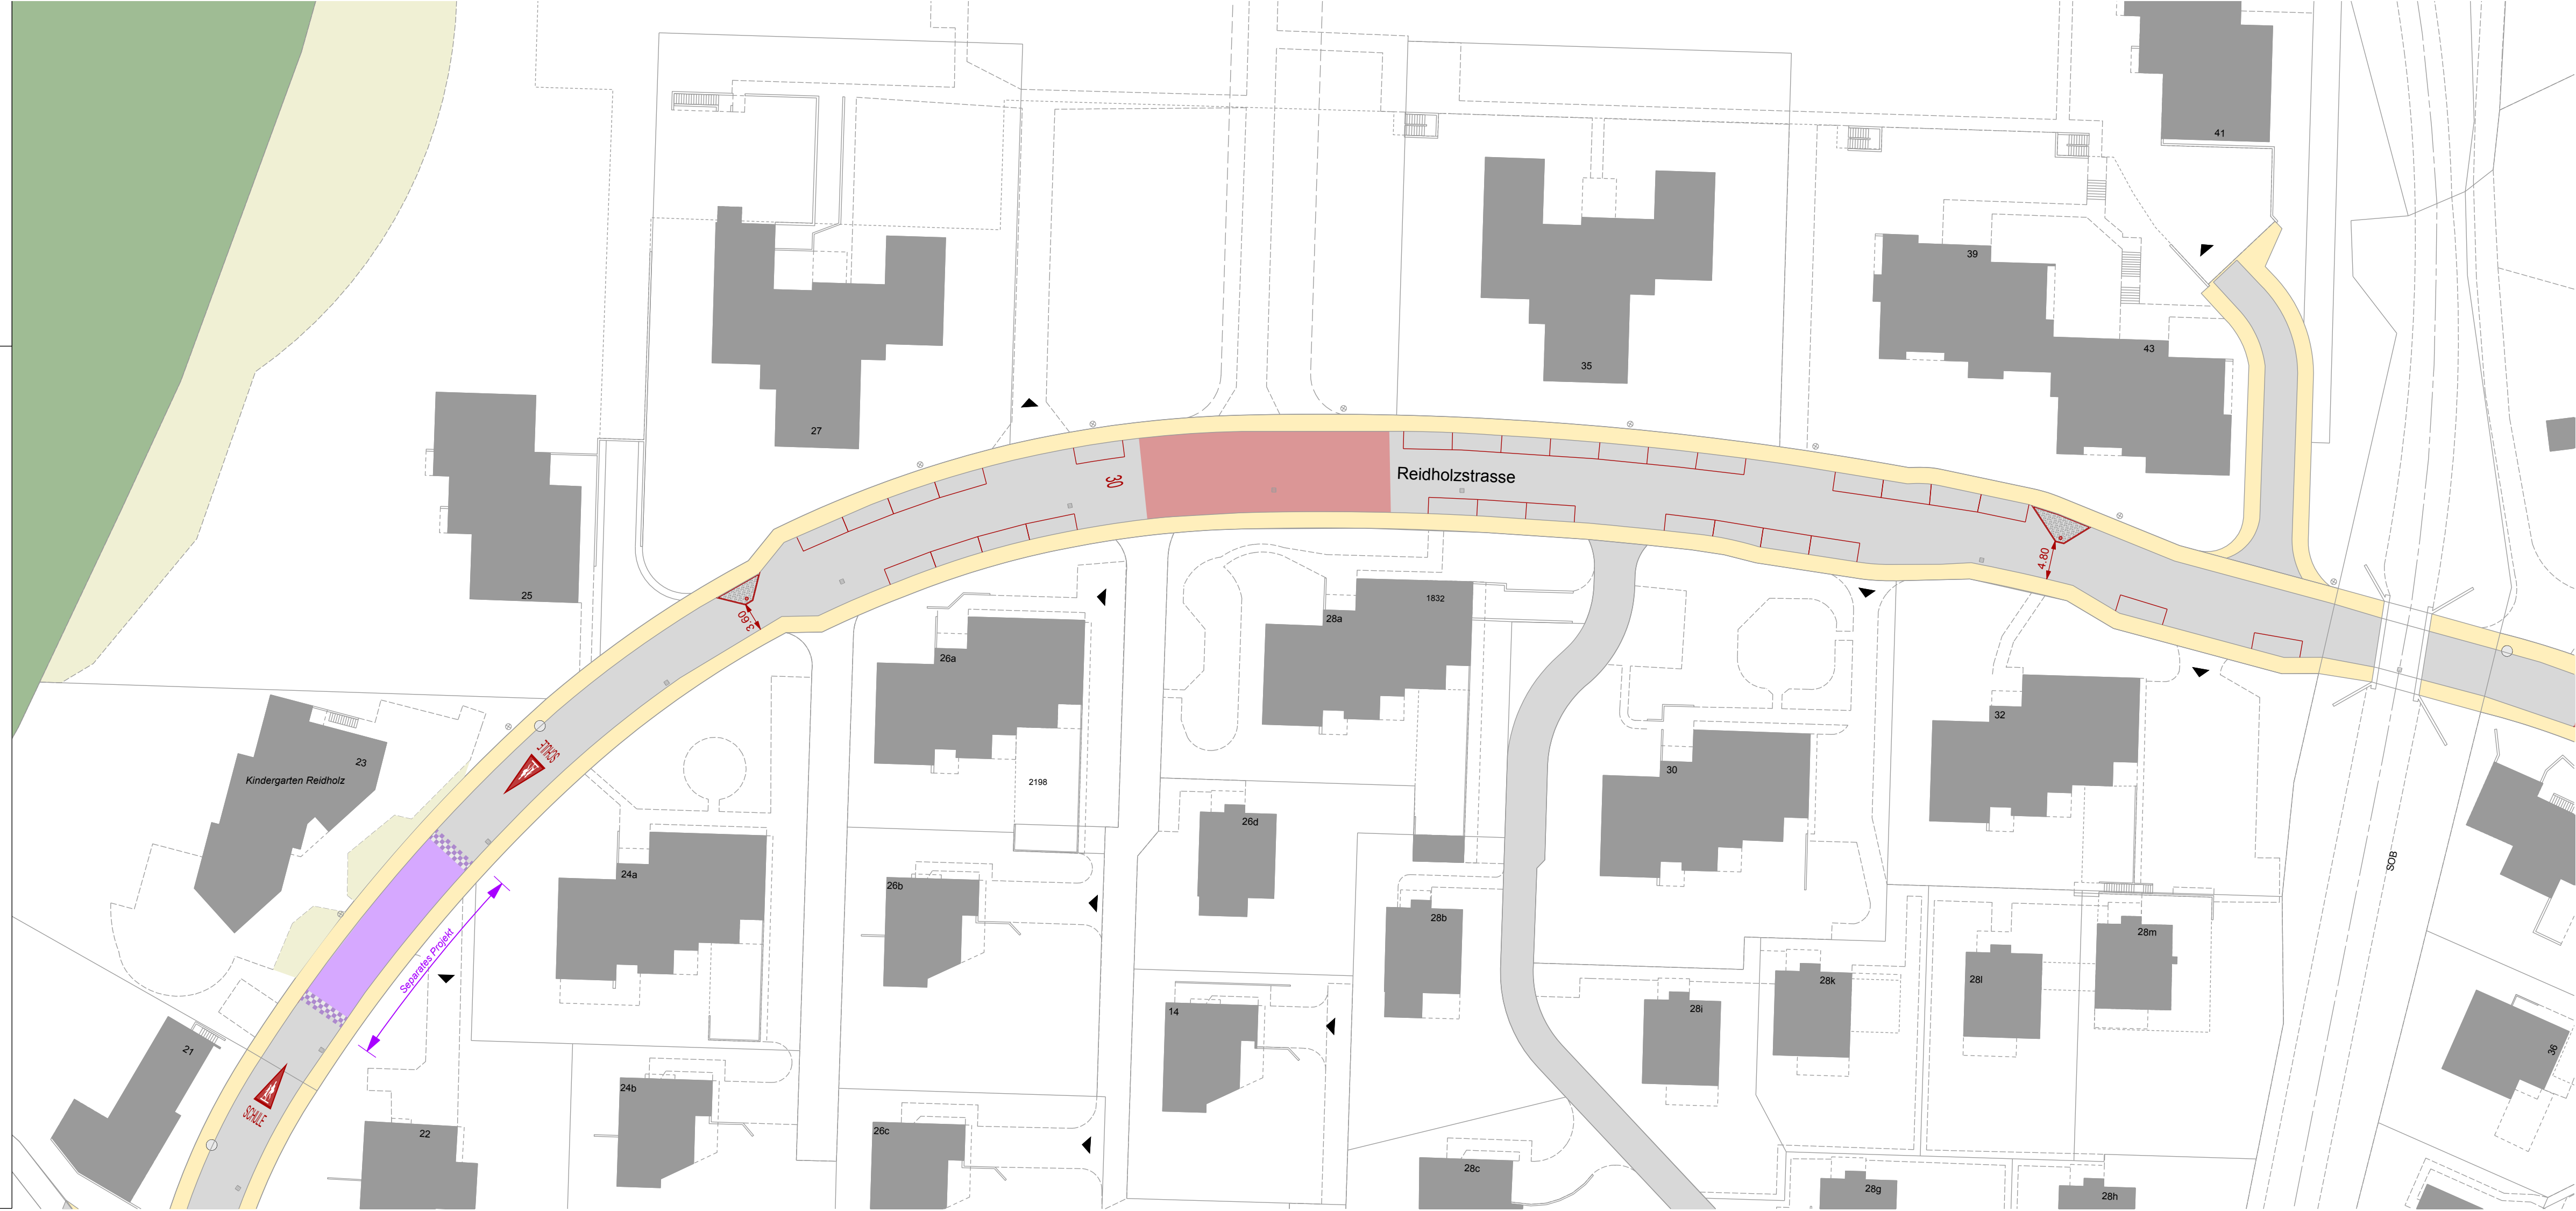 41
39
43
35
27
30
Reidholzstrasse
4.80
25
3.60
1832
28a
26a
32
SCHULE
23
Kindergarten Reidholz
30
2198
26d
SOB
24a
26b
28b
28m
Separates Projekt
28l
28k
28i
14
21
36
SCHULE
24b
22
26c
28c
28g
28h